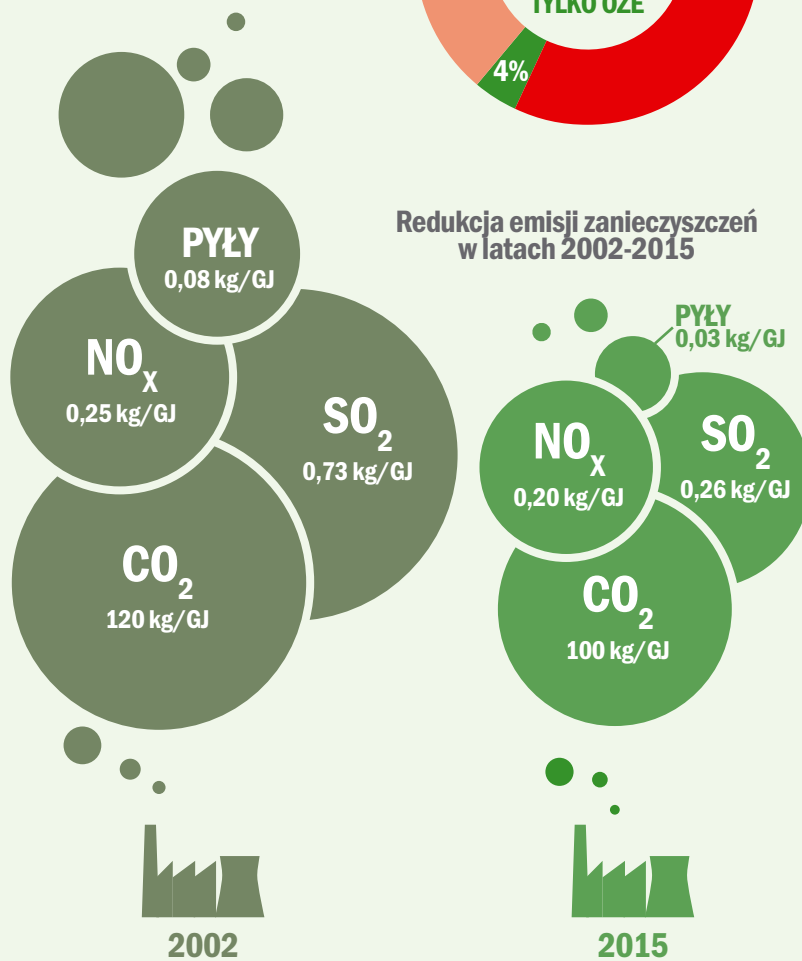 TYLKO OZE
4%
Redukcja emisji zanieczyszczeń
w latach 2002-2015
PYŁY
0,08 kg/GJ
NOX
0,25 kg/GJ
SO2
0,73 kg/GJ
CO2
120 kg/GJ
2002
PYŁY
0,03 kg/GJ
NOX
0,20 kg/GJ
SO2
0,26 kg/GJ
CO2
100 kg/GJ
2015